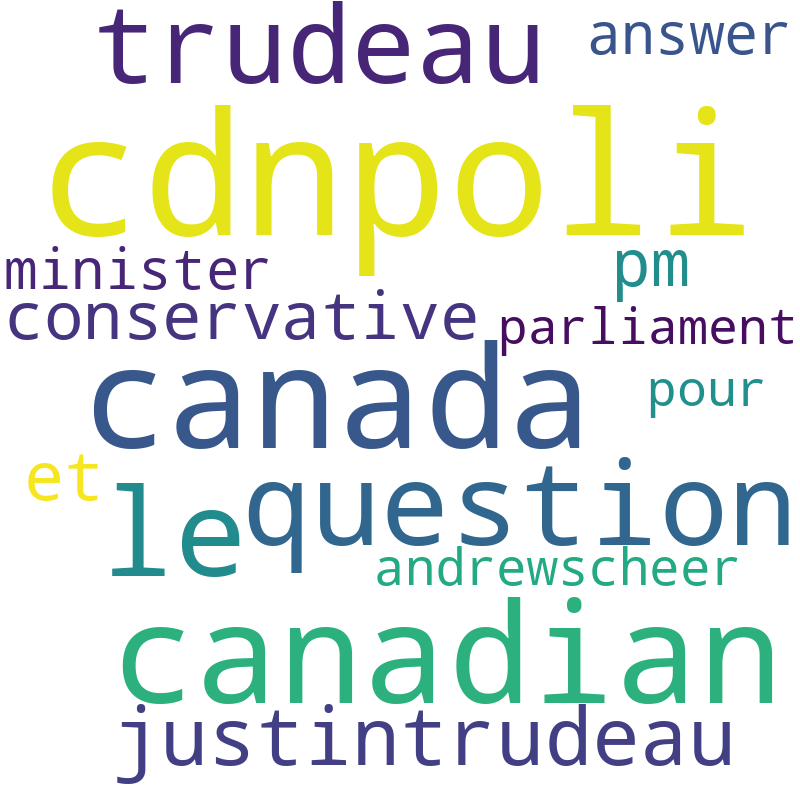 trudeau answer
cdnpoli
minister pm
conservative parliament
canada pour
et le question
andrewscheer
canadian
justintrudeau